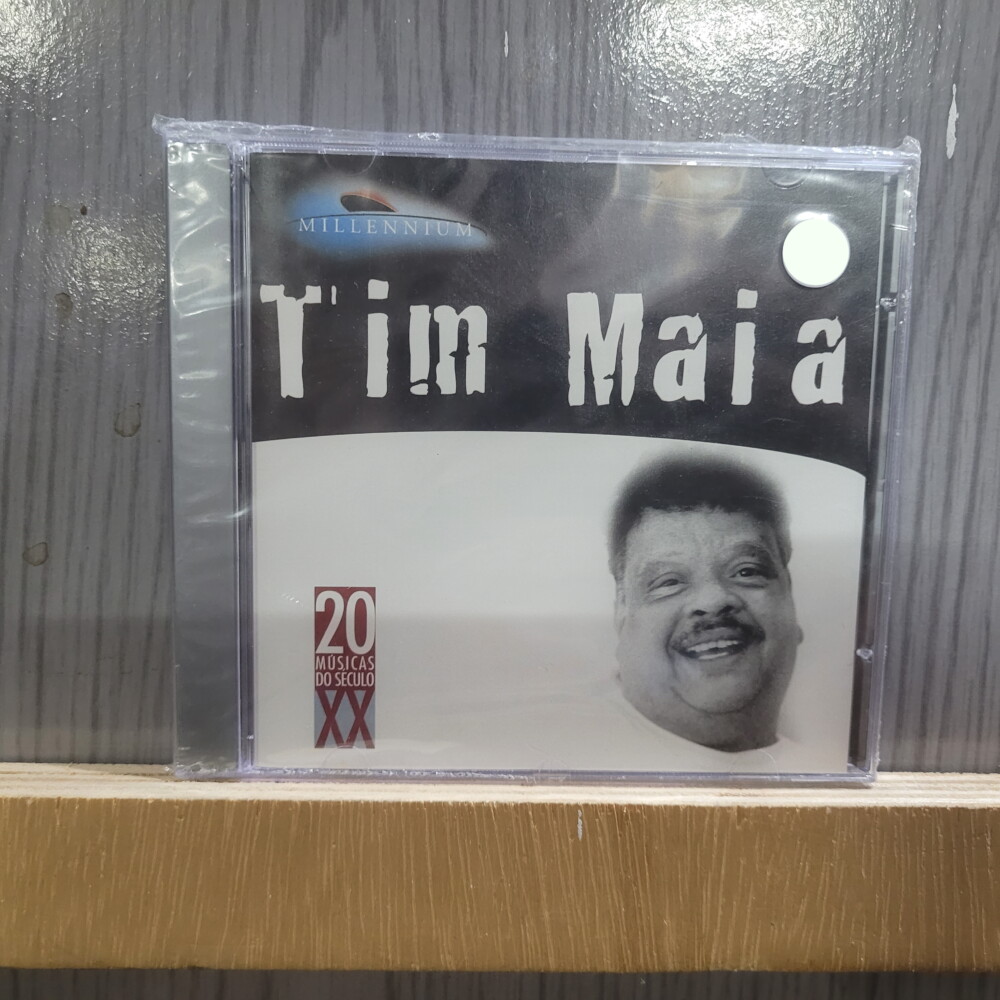 MILLENNIUM
Tim Maia
20
MÚSICAS
DO SÉCULO
XX